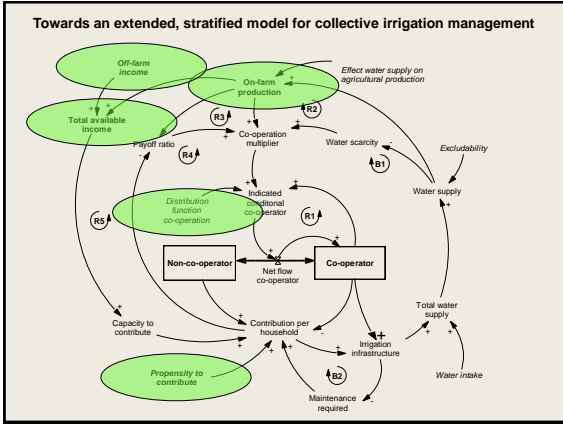 Towards an extended, stratified model for collective irrigation management
Off-farm
income
On-farm
production
Effect water supply on
agricultural production
Total available
income
Payoff ratio
R3
R2
Co-operation
multiplier
Water scarcity
Excludability
R4
B1
Water supply
Distribution
function
co-operation
Indicated
conditonal
co-operator
R1
R5
Non-co-operator
Co-operator
Net flow
co-operator
Capacity to
contribute
Contribution per
household
Total water
supply
Irrigation
infrastructure
Propensity to
contribute
B2
Water intake
Maintenance
required